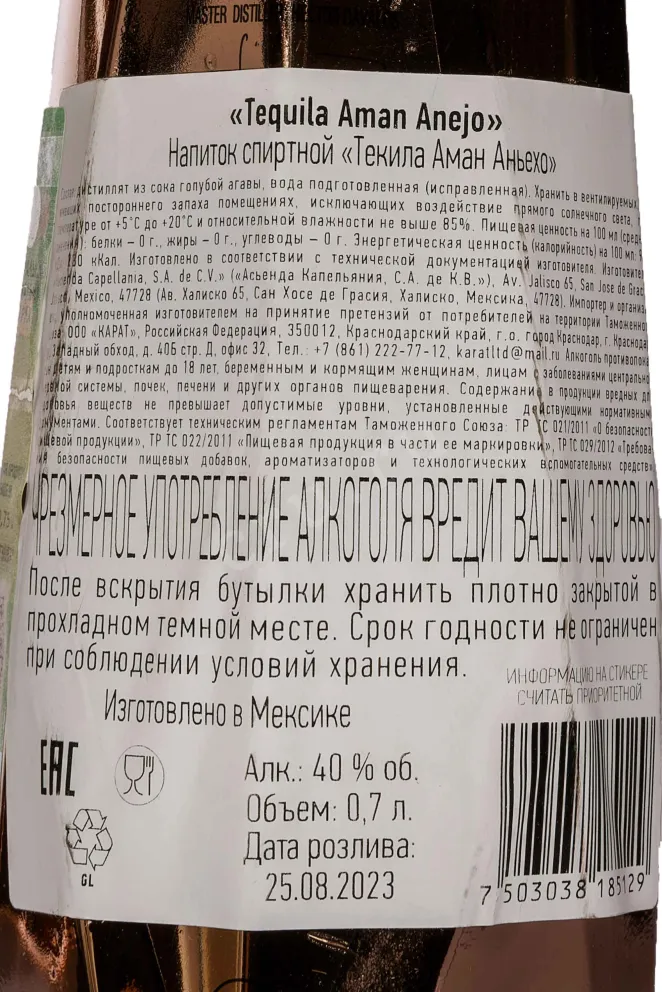 MASTER DISTILLER
«Tequila Aman Anejo»
Напиток спиртной «Текила Аман Аньехо»
дистиллят из сока голубой агавы, вода подготовленная (исправленная). Хранить в вентилируемых,
постороннего запаха помещениях, исключающих воздействие прямого солнечного света,
от +5°С до +20°С и относительной влажности не выше 85%. Пищевая ценность на 100 мл
белки – 0 г., жиры – 0 г., углеводы – 0 г. Энергетическая ценность (калорийность) на 100 мл:
кКал. Изготовлено в соответствии с технической документацией изготовителя. Изготовитель
Capellania, S.A. de C.V.» («Асьенда Капельяния, С.А. де К.В.»), Av. Jalisco 65, San Jose de
Mexico, 47728 (Ав. Халиско 65, Сан Хосе де Грасия, Халиско, Мексика, 47728). Импортер и
уполномоченная изготовителем на принятие претензий от потребителей на территории
ООО «КАРАТ», Российская Федерация, 350012, Краснодарский край, г.о. город Краснодар, г.
Западный обход, д. 40Б стр. Д, офис 32, Тел.: +7 (861) 222-77-12, karatltd@mail.ru Алкоголь
детям и подросткам до 18 лет, беременным и кормящим женщинам, лицам с заболеваниями
системы, почек, печени и других органов пищеварения. Содержание в продукции вредных для
веществ не превышает допустимые уровни, установленные действующими нормативными
Соответствует техническим регламентам Таможенного Союза: ТР ТС 021/2011 «О безопасности
пищевой продукции», ТР ТС 022/2011 «Пищевая продукция в части ее маркировки», ТР ТС 029/2012
безопасности пищевых добавок, ароматизаторов и технологических вспомогательных средств»
ЧРЕЗМЕРНОЕ УПОТРЕБЛЕНИЕ АЛКОГОЛЯ ВРЕДИТ ВАШЕМУ ЗДОРОВЬЮ
После вскрытия бутылки хранить плотно закрытой в
прохладном темной месте. Срок годности не ограничен
при соблюдении условий хранения.
ИНФОРМАЦИЮ НА СТИКЕРЕ
СЧИТАТЬ ПРИОРИТЕТНОЙ
Изготовлено в Мексике
ЕАС
Алк.: 40 % об.
Объем: 0,7 л.
Дата розлива:
25.08.2023
GL
7 503038 185129